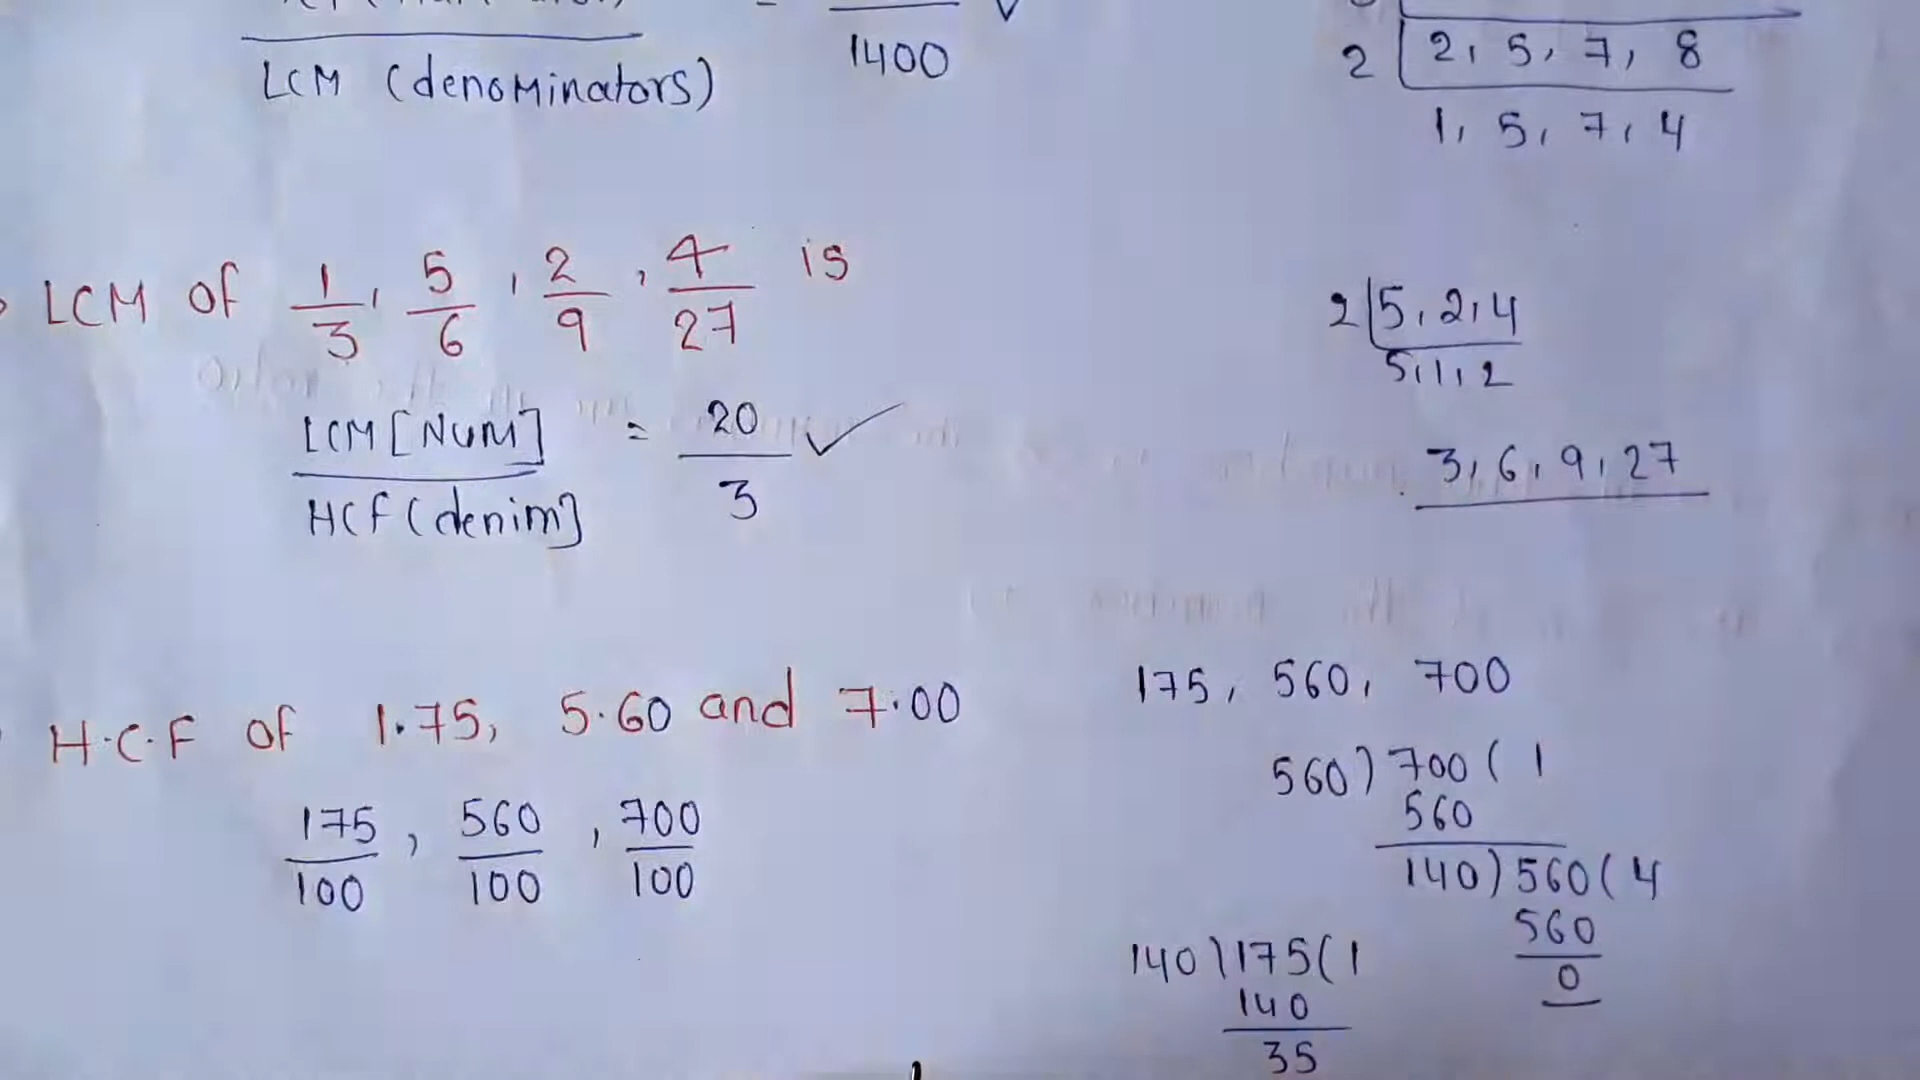 LCM (denominators)
1400
2 2, 5, 7, 8
1, 5, 7, 4
LCM of 1/3, 5/6, 2/9, 4/27 is
LCM [NUM] / HCF (denim] = 20/3 ✓
2 5, 2, 4
5, 1, 2
3, 6, 9, 27
H.C.F of 1.75, 5.60 and 7.00
175/100, 560/100, 700/100
175, 560, 700
560) 700 ( 1
560
140) 560 ( 4
560
0
140) 175 ( 1
140
35